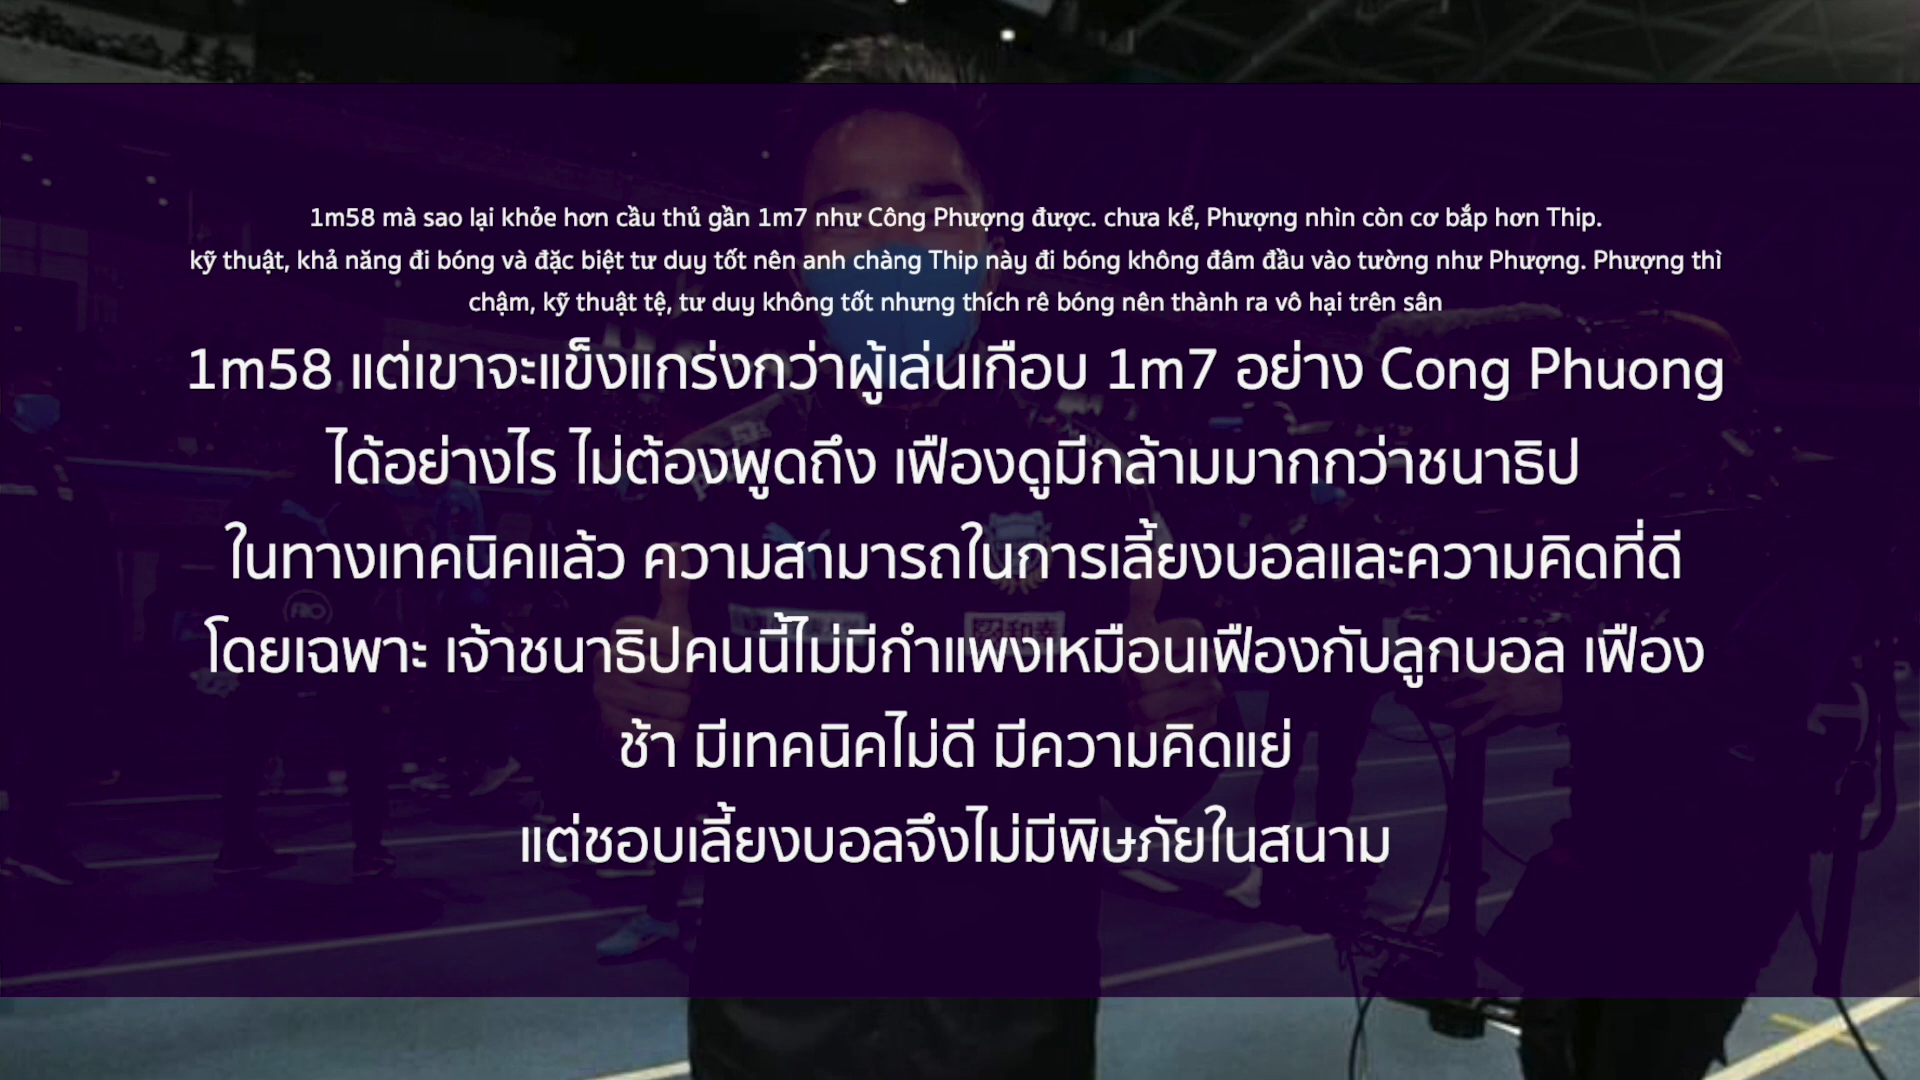 1m58 mà sao lại khỏe hơn cầu thủ gần 1m7 như Công Phượng được. chưa kể, Phượng nhìn còn cơ bắp hơn Thip.
kỹ thuật, khả năng đi bóng và đặc biệt tư duy tốt nên anh chàng Thip này đi bóng không đâm đầu vào tường như Phượng. Phượng thì
chậm, kỹ thuật tệ, tư duy không tốt nhưng thích rê bóng nên thành ra vô hại trên sân
1m58 แต่เขาจะแข็งแกร่งกว่าผู้เล่นเกือบ 1m7 อย่าง Cong Phuong
ได้อย่างไร ไม่ต้องพูดถึง เฟืองดูมีกล้ามมากกว่าชนาธิป
ในทางเทคนิคแล้ว ความสามารถในการเลี้ยงบอลและความคิดที่ดี
โดยเฉพาะ เจ้าชนาธิปคนนี้ไม่มีกำแพงเหมือนเฟืองกับลูกบอล เฟือง
ช้า มีเทคนิคไม่ดี มีความคิดแย่
แต่ชอบเลี้ยงบอลจึงไม่มีพิษภัยในสนาม